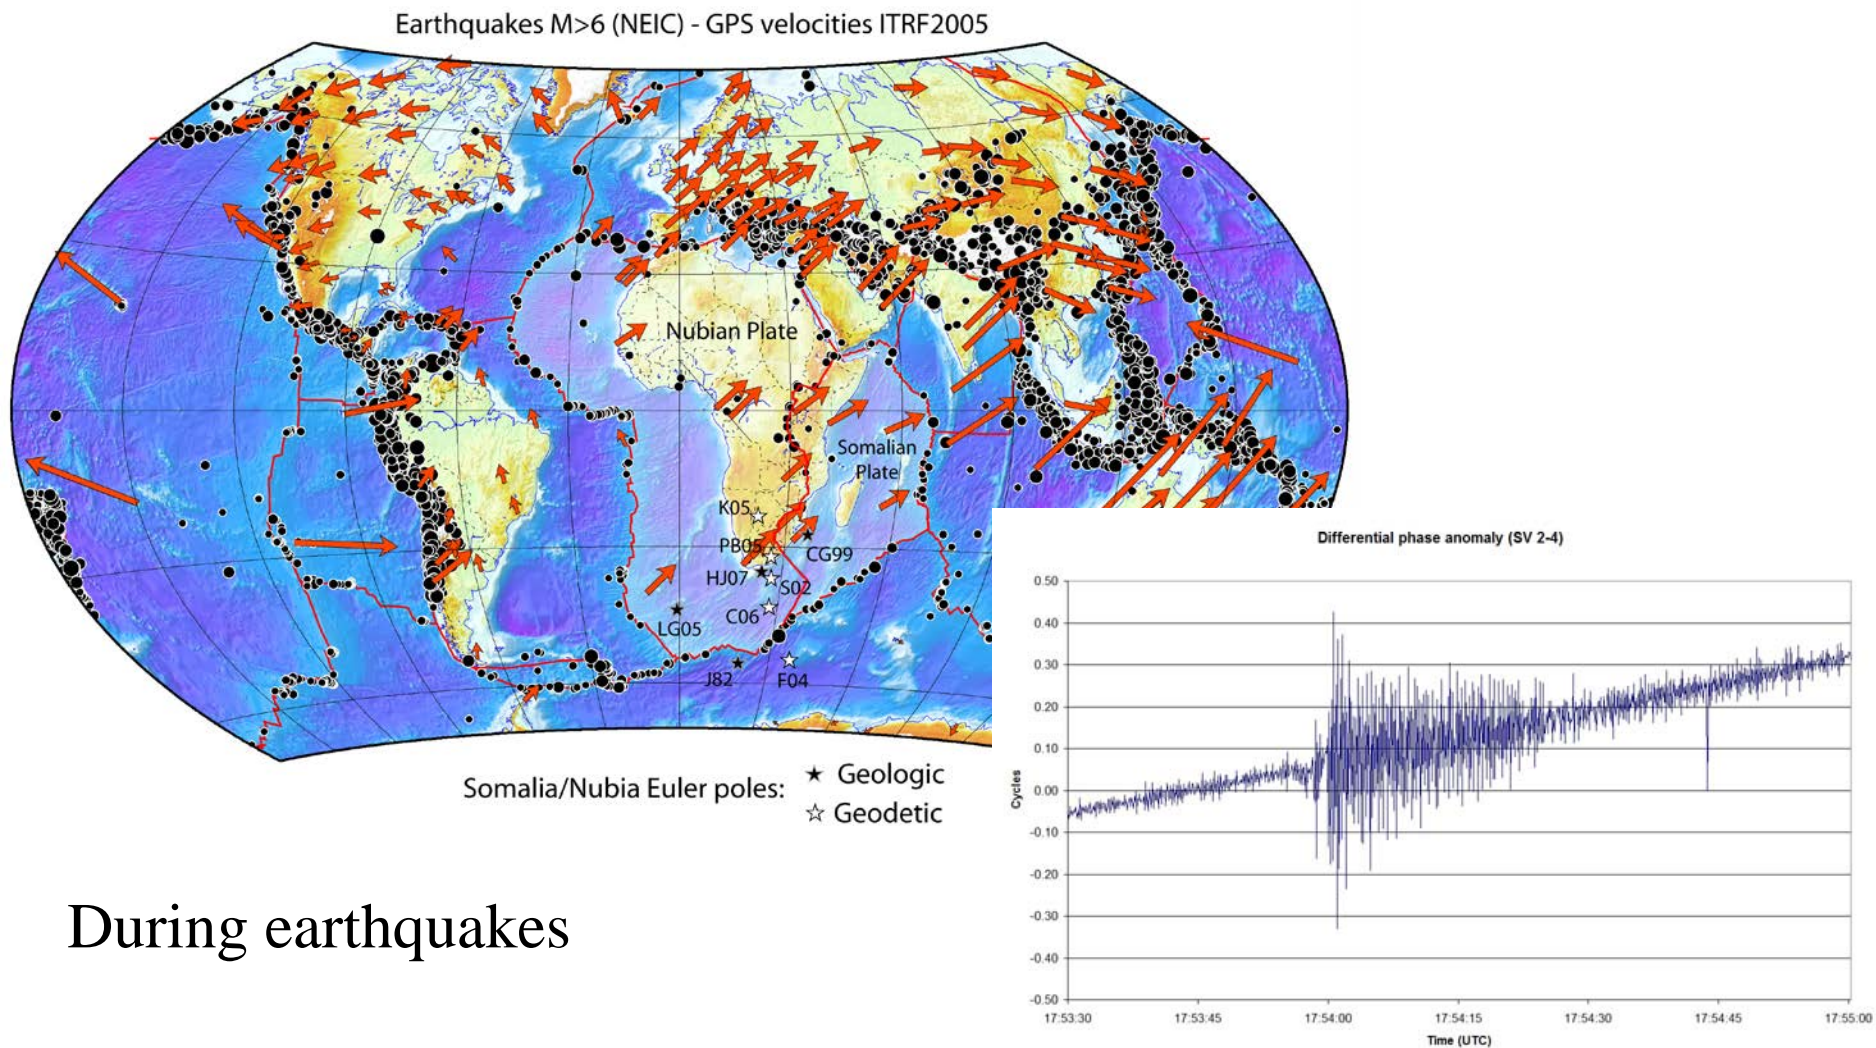 Earthquakes M>6 (NEIC) - GPS velocities ITRF2005
Nubian Plate
Somalian
Plate
K05
PB05
CG99
HJ07
S02
C06
LG05
J82
F04
Somalia/Nubia Euler poles:
★ Geologic
☆ Geodetic
During earthquakes
Differential phase anomaly (SV 2-4)
0.50
0.40
0.30
0.20
0.10
0.00
-0.10
-0.20
-0.30
-0.40
-0.50
Cycles
17:53:30 17:53:45 17:54:00 17:54:15 17:54:30 17:54:45 17:55:00
Time (UTC)